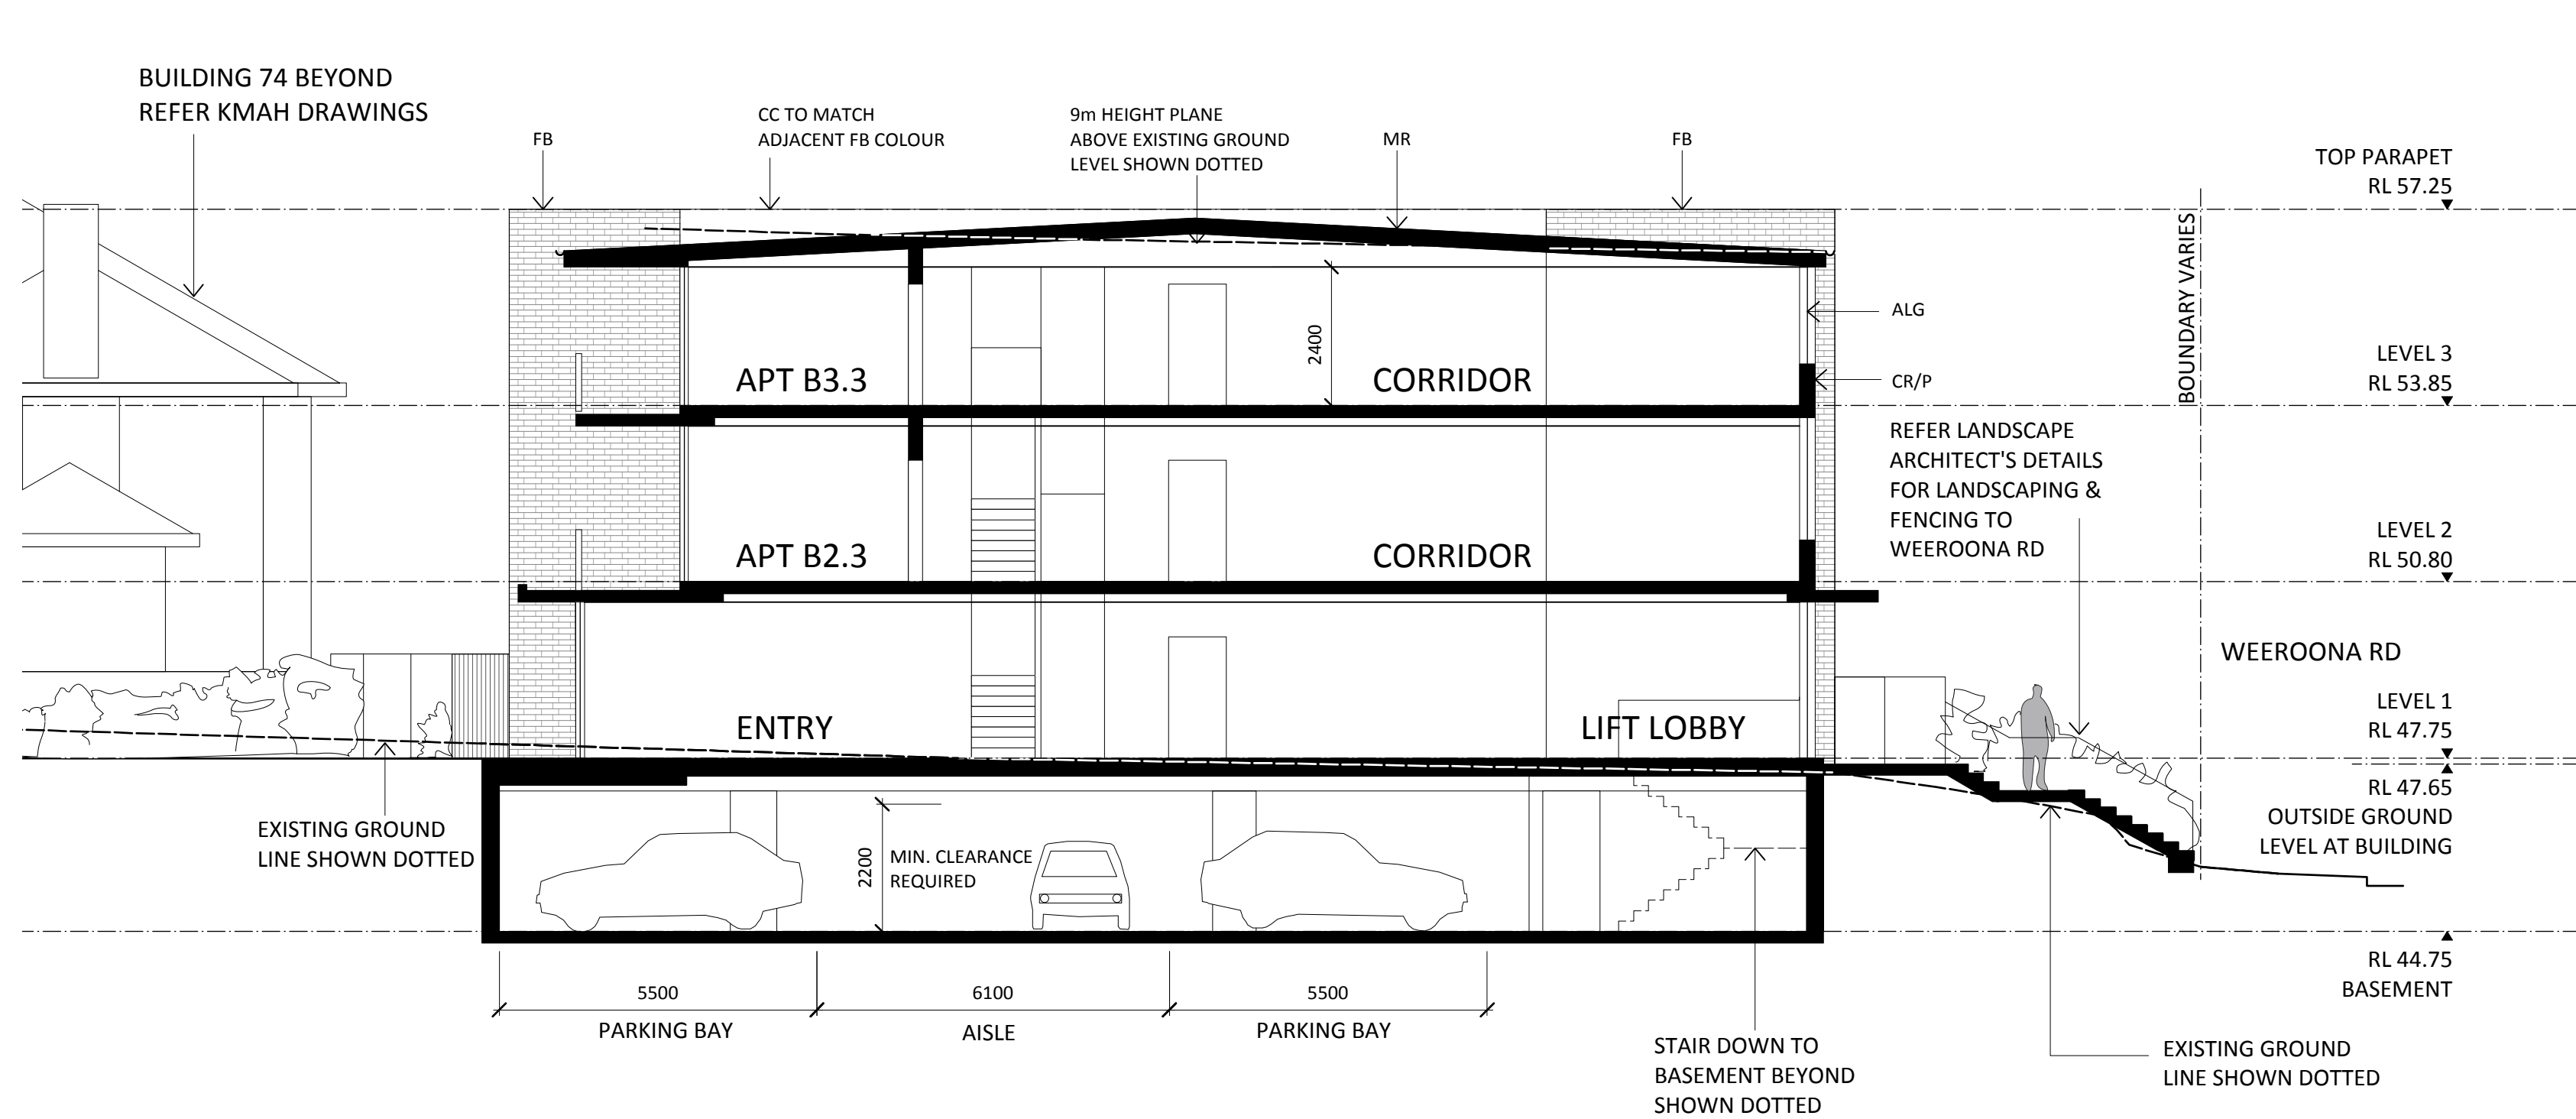 BUILDING 74 BEYOND
REFER KMAH DRAWINGS
FB
CC TO MATCH
ADJACENT FB COLOUR
9m HEIGHT PLANE
ABOVE EXISTING GROUND
LEVEL SHOWN DOTTED
MR
FB
TOP PARAPET
RL 57.25
BOUNDARY VARIES
ALG
2400
APT B3.3
CORRIDOR
CR/P
LEVEL 3
RL 53.85
REFER LANDSCAPE
ARCHITECT'S DETAILS
FOR LANDSCAPING &
FENCING TO
WEEROONA RD
APT B2.3
CORRIDOR
LEVEL 2
RL 50.80
WEEROONA RD
ENTRY
LIFT LOBBY
LEVEL 1
RL 47.75
RL 47.65
OUTSIDE GROUND
LEVEL AT BUILDING
EXISTING GROUND
LINE SHOWN DOTTED
2200
MIN. CLEARANCE
REQUIRED
RL 44.75
BASEMENT
5500
6100
5500
PARKING BAY
AISLE
PARKING BAY
STAIR DOWN TO
BASEMENT BEYOND
SHOWN DOTTED
EXISTING GROUND
LINE SHOWN DOTTED